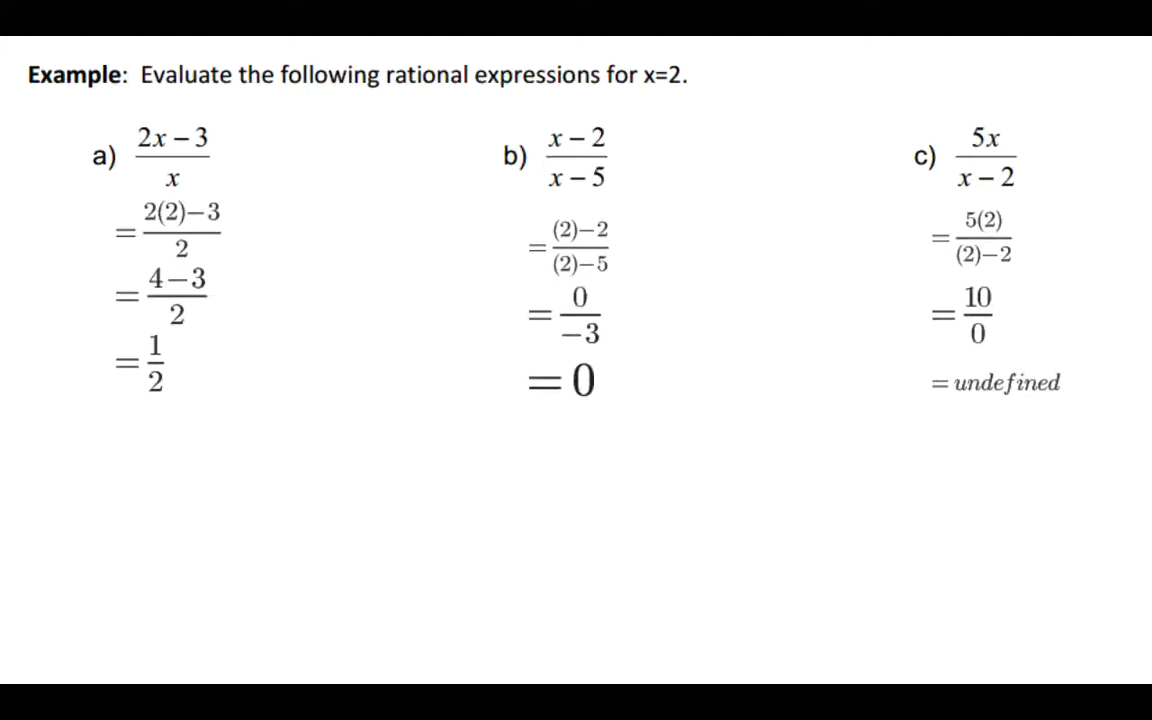 Example: Evaluate the following rational expressions for x=2.
a) (2x − 3)/x
= (2(2)−3)/2
= (4−3)/2
= 1/2
b) (x − 2)/(x − 5)
= ((2)−2)/((2)−5)
= 0/−3
= 0
c) 5x/(x − 2)
= 5(2)/((2)−2)
= 10/0
= undefined